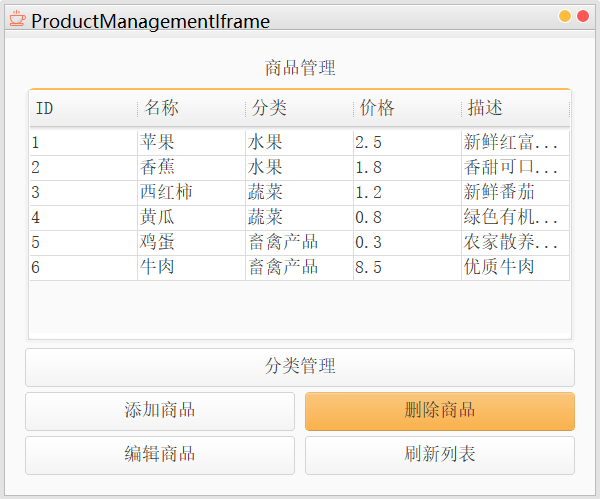 ProductManagementIframe
商品管理
ID 名称 分类 价格 描述
1 苹果 水果 2.5 新鲜红富...
2 香蕉 水果 1.8 香甜可口...
3 西红柿 蔬菜 1.2 新鲜番茄
4 黄瓜 蔬菜 0.8 绿色有机...
5 鸡蛋 畜禽产品 0.3 农家散养...
6 牛肉 畜禽产品 8.5 优质牛肉
分类管理
添加商品 删除商品
编辑商品 刷新列表